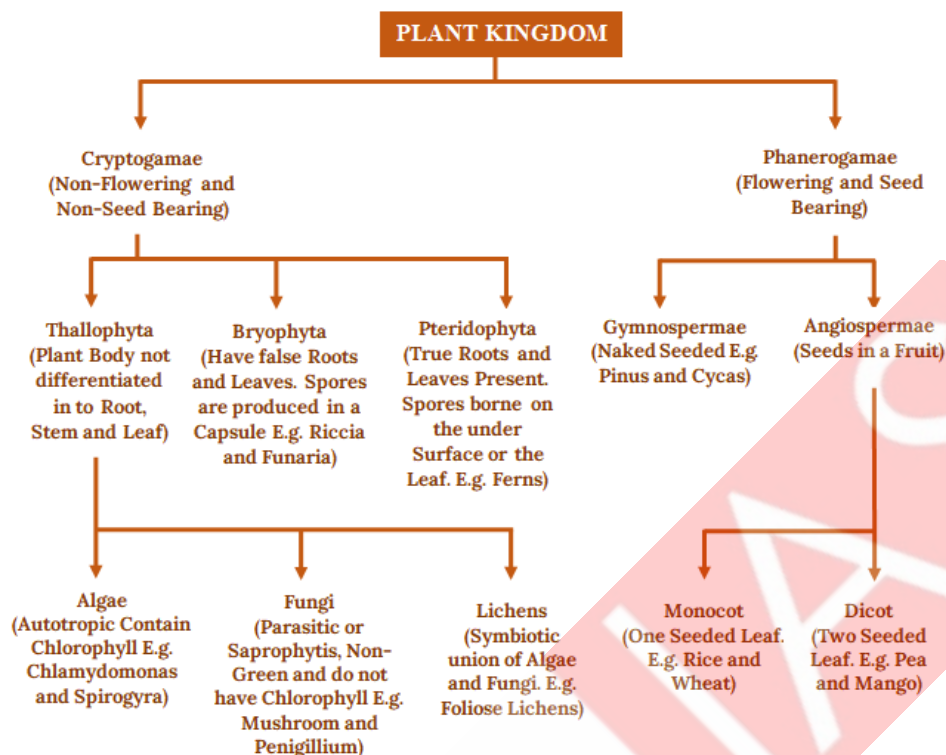 PLANT KINGDOM
Cryptogamae
(Non-Flowering and
Non-Seed Bearing)
Phanerogamae
(Flowering and Seed
Bearing)
Thallophyta
(Plant Body not
differentiated
in to Root,
Stem and Leaf)
Bryophyta
(Have false Roots
and Leaves. Spores
are produced in a
Capsule E.g. Riccia
and Funaria)
Pteridophyta
(True Roots and
Leaves Present.
Spores borne on
the under
Surface or the
Leaf. E.g. Ferns)
Gymnospermae
(Naked Seeded E.g.
Pinus and Cycas)
Angiospermae
(Seeds in a Fruit)
Algae
(Autotropic Contain
Chlorophyll E.g.
Chlamydomonas
and Spirogyra)
Fungi
(Parasitic or
Saprophytis, Non-
Green and do not
have Chlorophyll E.g.
Mushroom and
Penigillium)
Lichens
(Symbiotic
union of Algae
and Fungi. E.g.
Foliose Lichens)
Monocot
(One Seeded Leaf.
E.g. Rice and
Wheat)
Dicot
(Two Seeded
Leaf. E.g. Pea
and Mango)
IAS